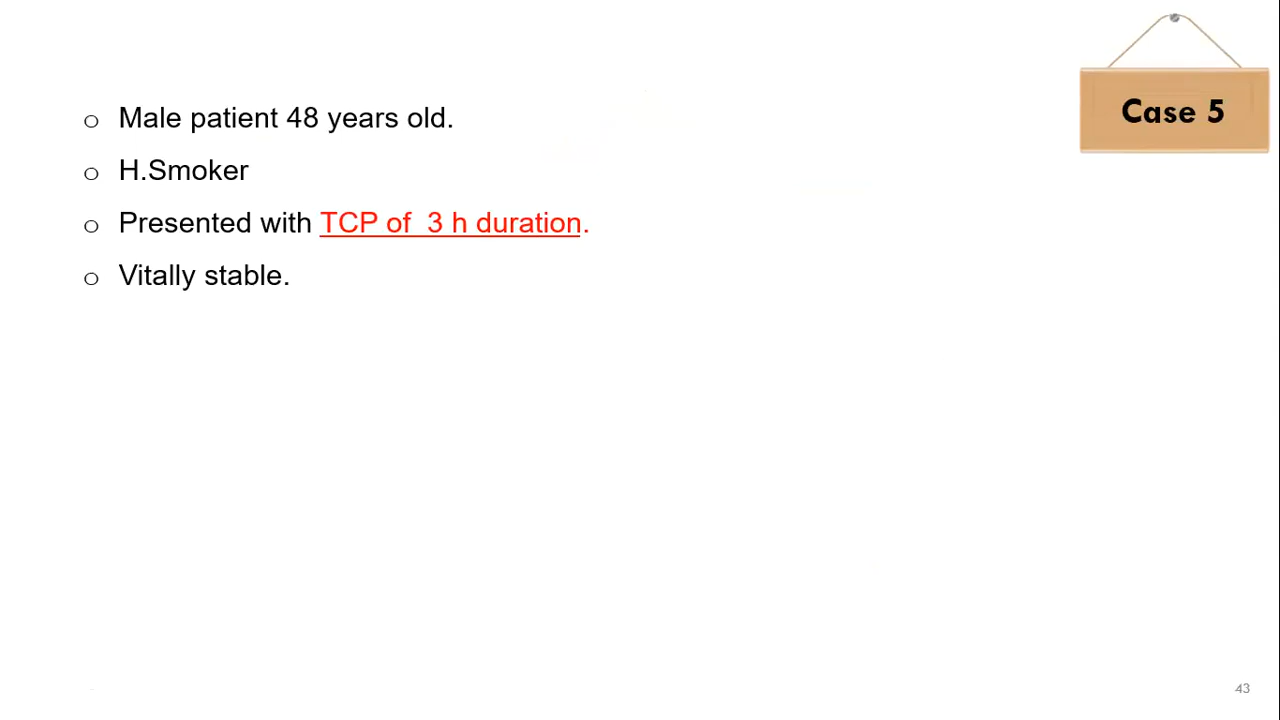 Case 5
o Male patient 48 years old.
o H.Smoker
o Presented with TCP of 3 h duration.
o Vitally stable.
43